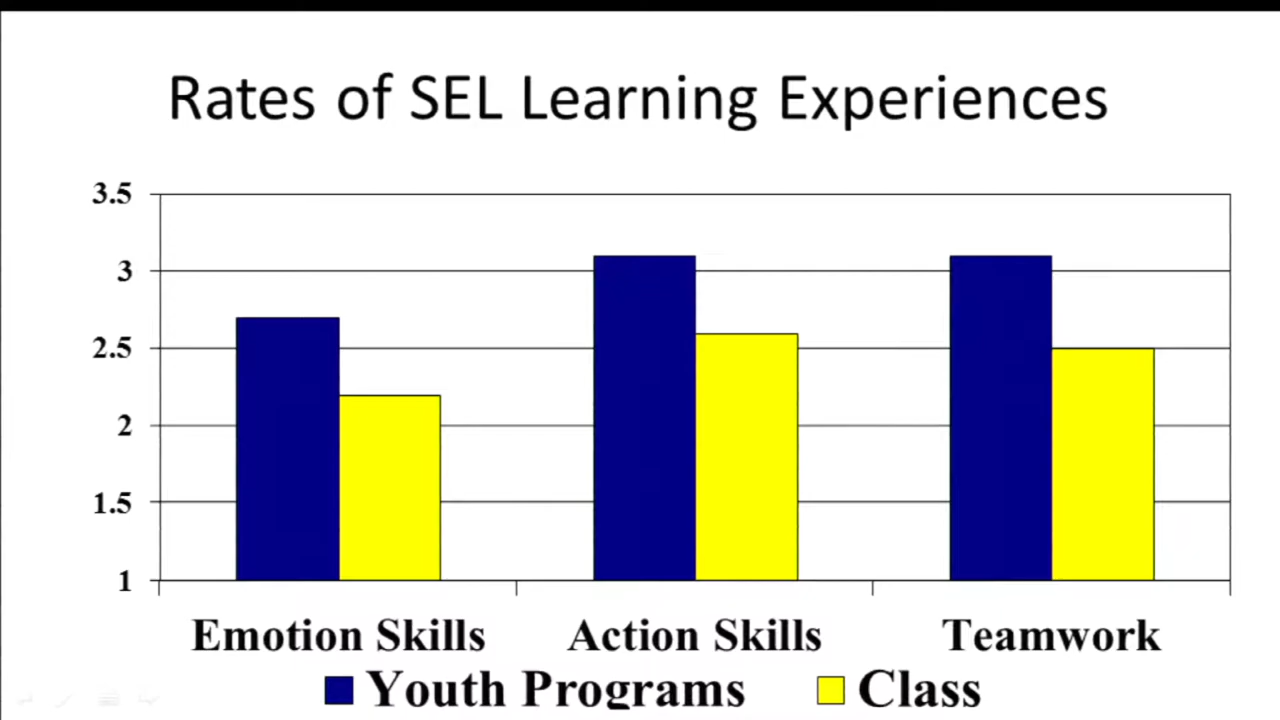 Rates of SEL Learning Experiences
3.5
3
2.5
2
1.5
1
Emotion Skills Action Skills Teamwork
Youth Programs Class